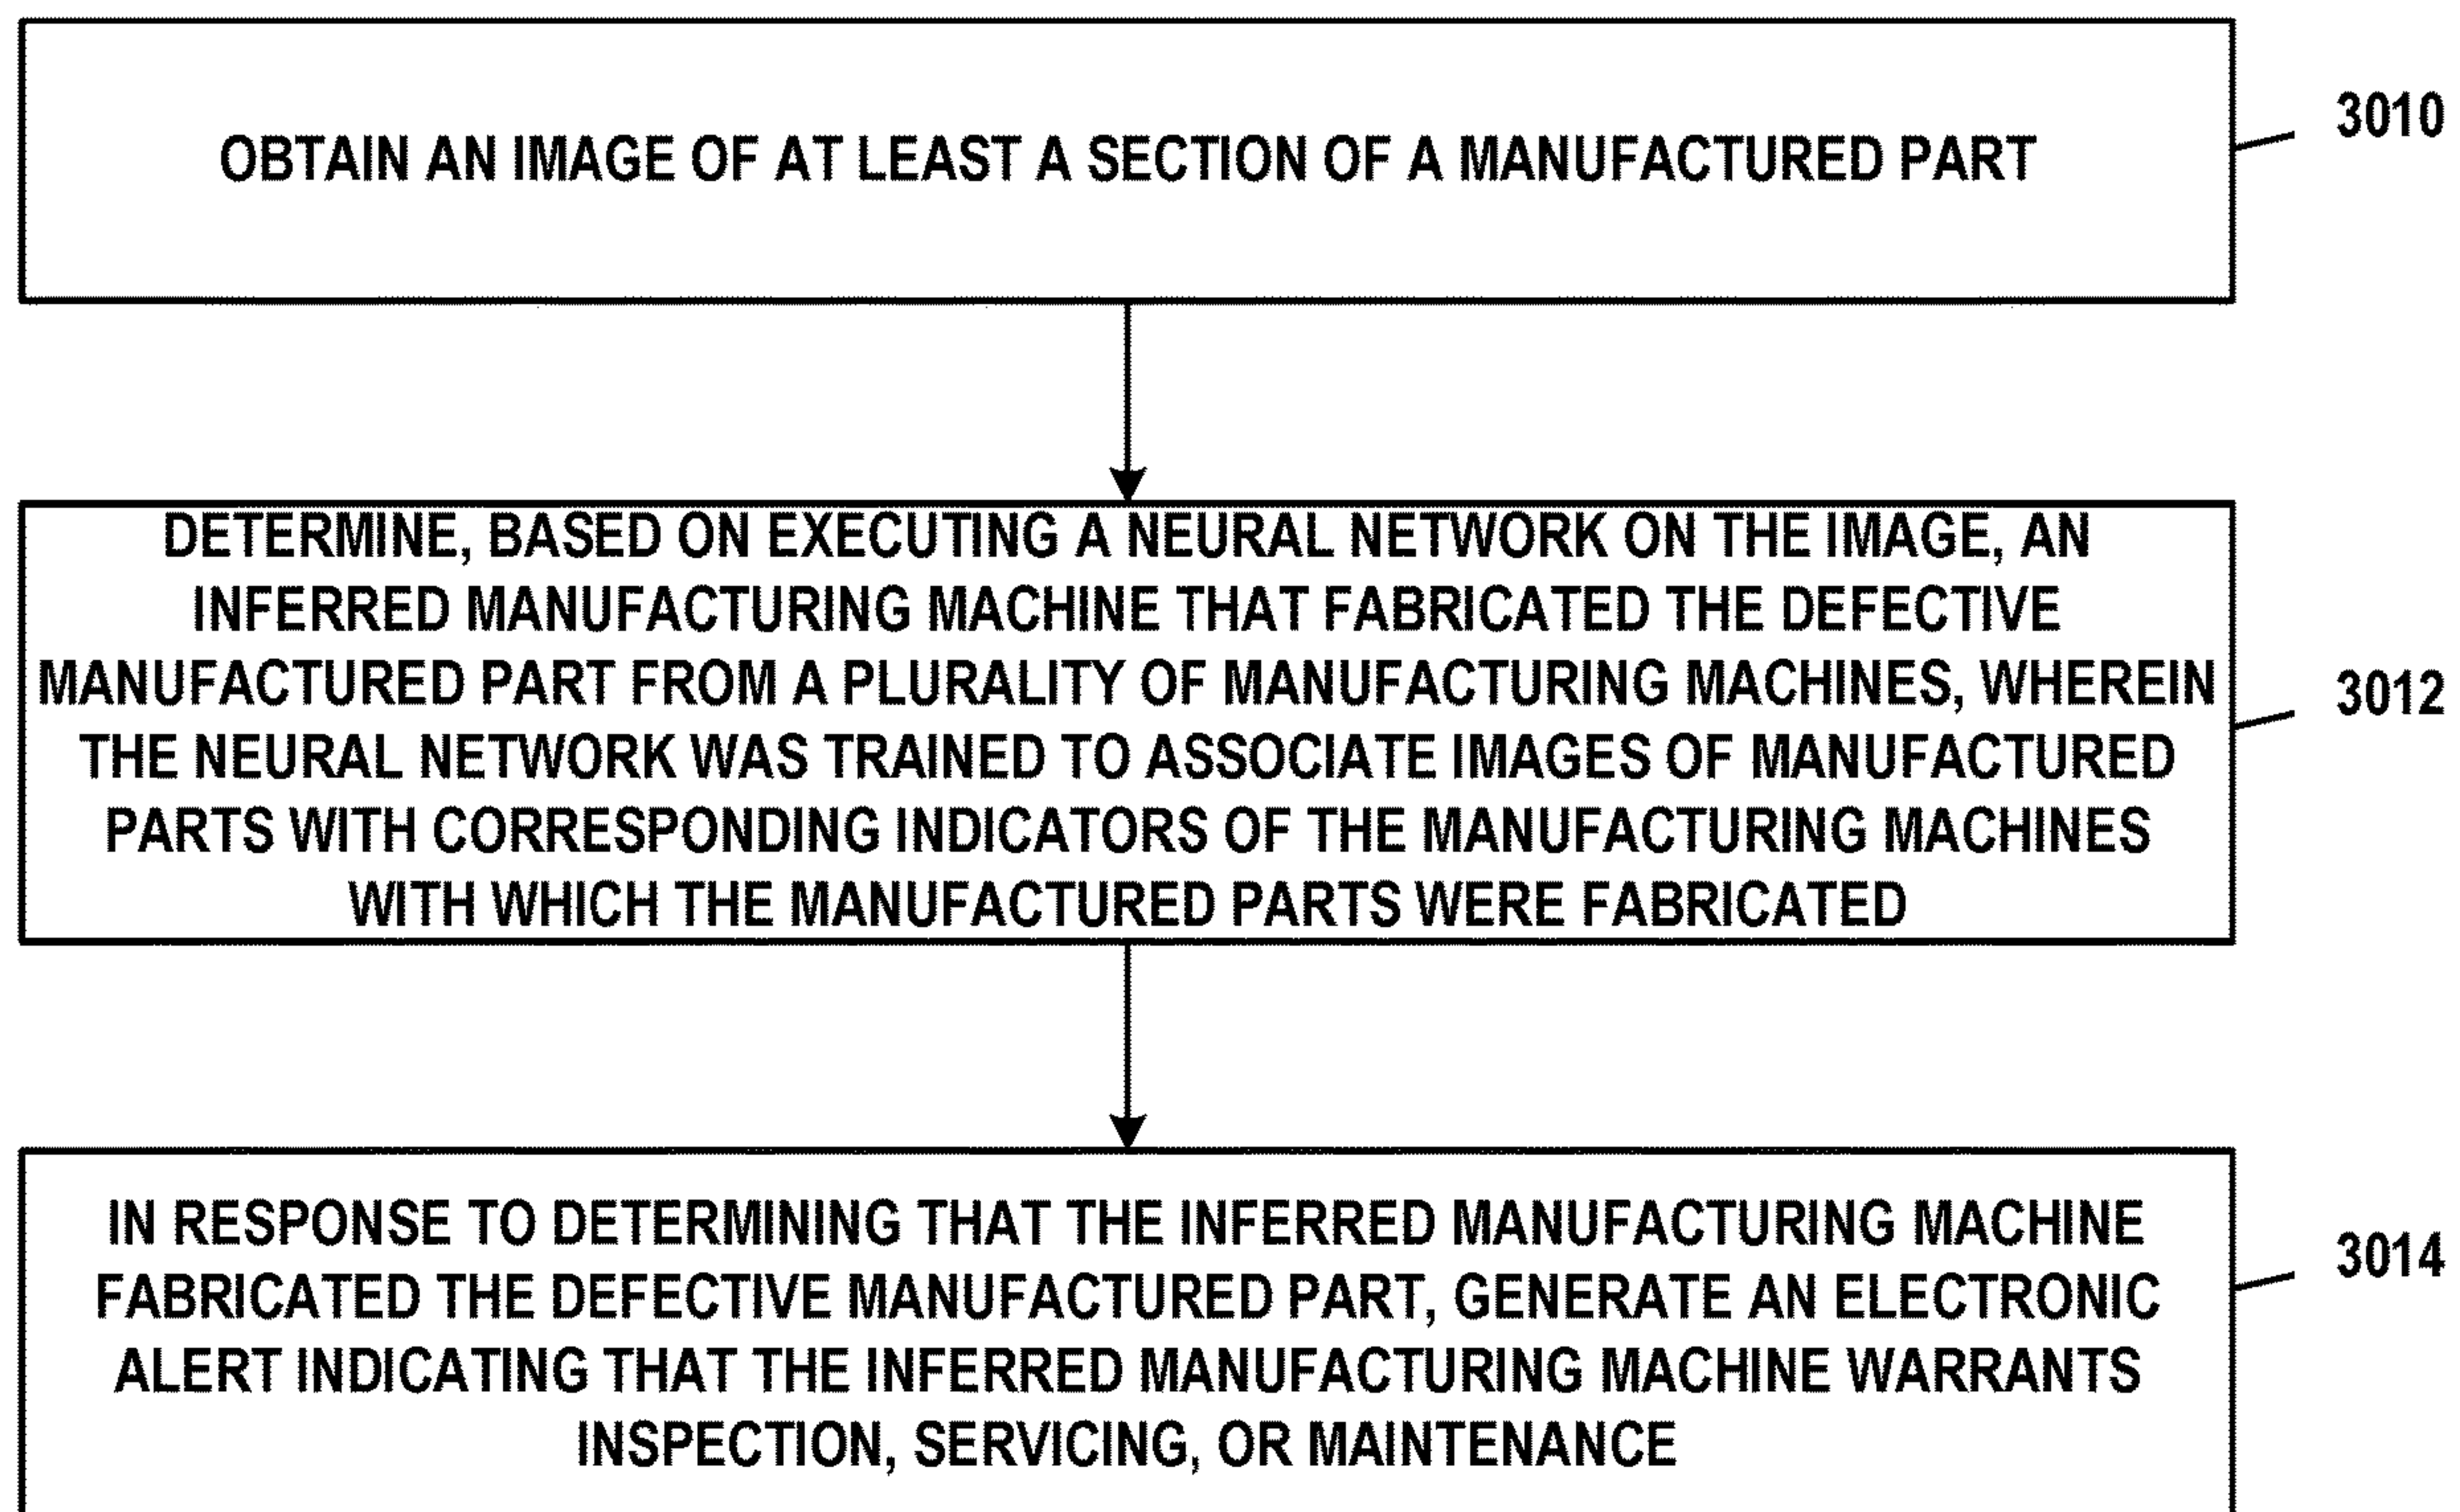 OBTAIN AN IMAGE OF AT LEAST A SECTION OF A MANUFACTURED PART
3010
DETERMINE, BASED ON EXECUTING A NEURAL NETWORK ON THE IMAGE, AN
INFERRED MANUFACTURING MACHINE THAT FABRICATED THE DEFECTIVE
MANUFACTURED PART FROM A PLURALITY OF MANUFACTURING MACHINES, WHEREIN
THE NEURAL NETWORK WAS TRAINED TO ASSOCIATE IMAGES OF MANUFACTURED
PARTS WITH CORRESPONDING INDICATORS OF THE MANUFACTURING MACHINES
WITH WHICH THE MANUFACTURED PARTS WERE FABRICATED
3012
IN RESPONSE TO DETERMINING THAT THE INFERRED MANUFACTURING MACHINE
FABRICATED THE DEFECTIVE MANUFACTURED PART, GENERATE AN ELECTRONIC
ALERT INDICATING THAT THE INFERRED MANUFACTURING MACHINE WARRANTS
INSPECTION, SERVICING, OR MAINTENANCE
3014